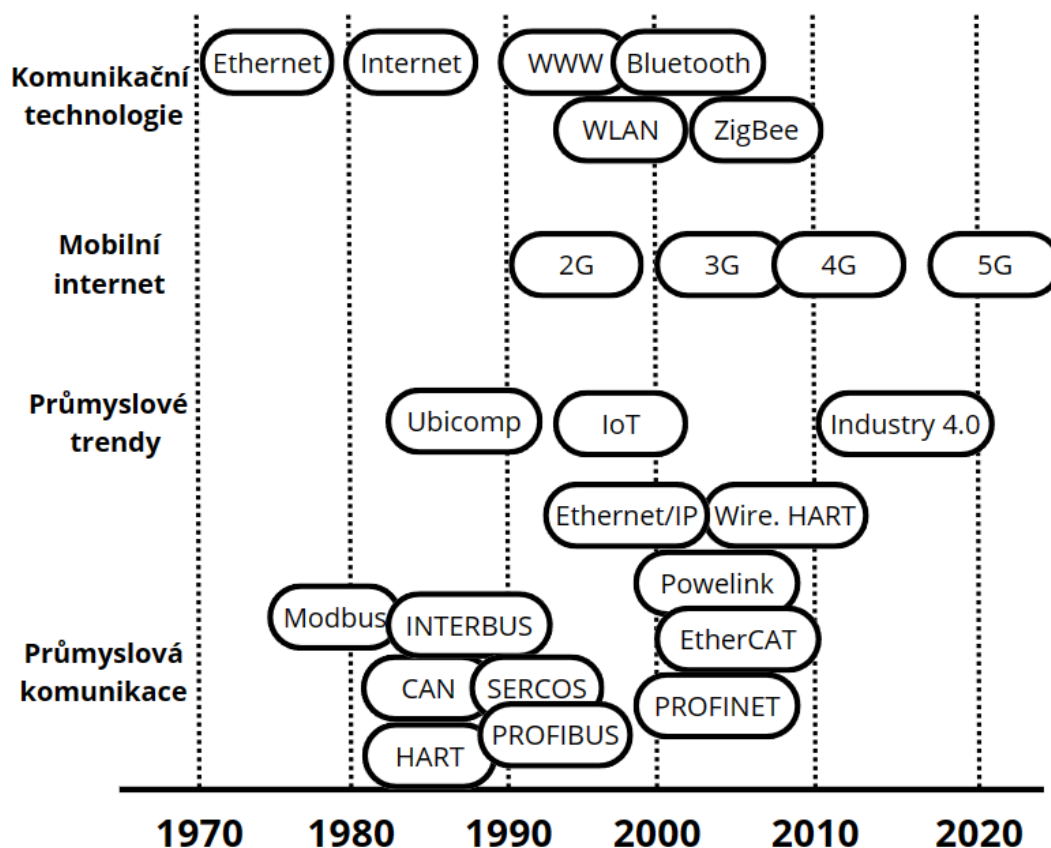 Komunikační
technologie
Ethernet
Internet
WWW
Bluetooth
WLAN
ZigBee
Mobilní
internet
2G
3G
4G
5G
Průmyslové
trendy
Ubicomp
IoT
Industry 4.0
Průmyslová
komunikace
Ethernet/IP
Wire. HART
Powelink
Modbus
INTERBUS
EtherCAT
CAN
SERCOS
PROFINET
PROFIBUS
HART
1970 1980 1990 2000 2010 2020